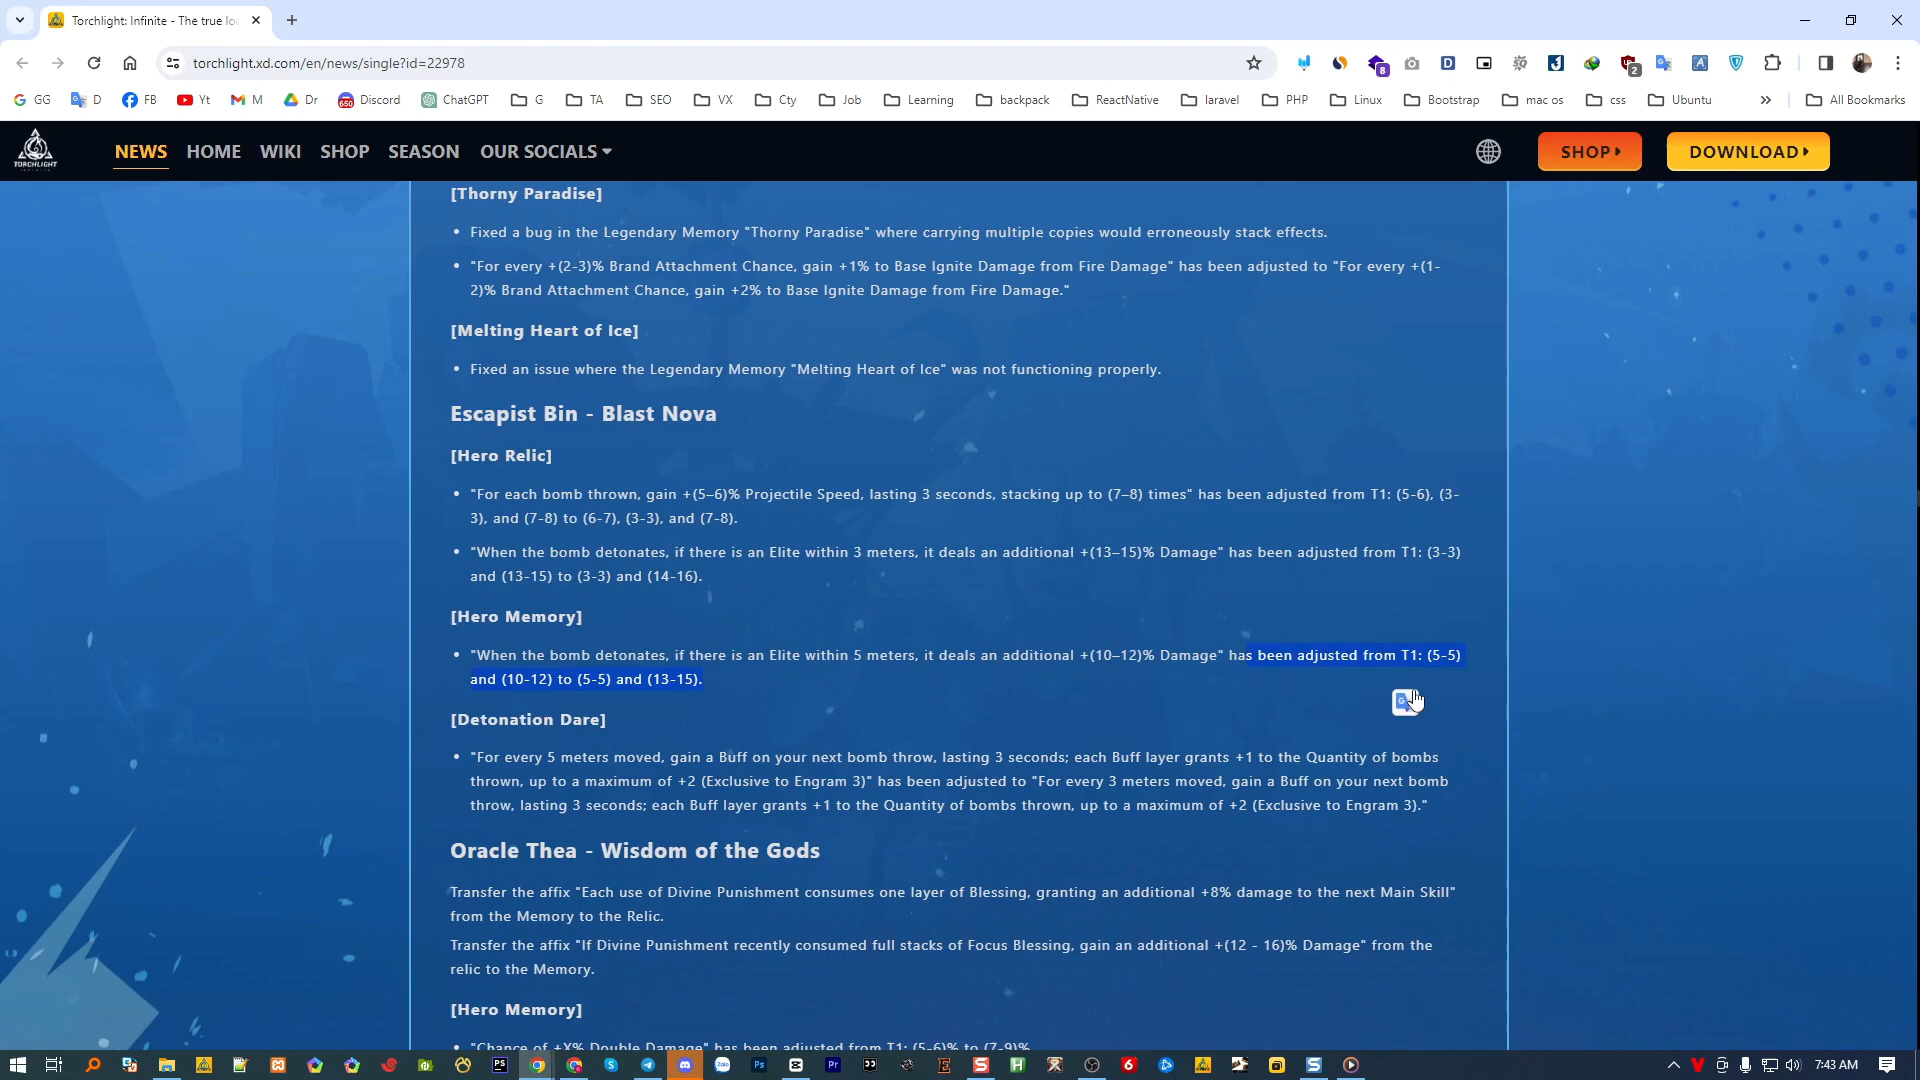 Torchlight: Infinite - The true lo
torchlight.xd.com/en/news/single?id=22978
8
2
GG D FB Yt M Dr Discord ChatGPT G TA SEO VX Cty Job Learning backpack ReactNative laravel PHP Linux Bootstrap mac os css Ubuntu All Bookmarks
TORCHLIGHT
NEWS HOME WIKI SHOP SEASON OUR SOCIALS SHOP DOWNLOAD
[Thorny Paradise]
• Fixed a bug in the Legendary Memory "Thorny Paradise" where carrying multiple copies would erroneously stack effects.
• "For every +(2-3)% Brand Attachment Chance, gain +1% to Base Ignite Damage from Fire Damage" has been adjusted to "For every +(1-
2)% Brand Attachment Chance, gain +2% to Base Ignite Damage from Fire Damage."
[Melting Heart of Ice]
• Fixed an issue where the Legendary Memory "Melting Heart of Ice" was not functioning properly.
Escapist Bin - Blast Nova
[Hero Relic]
• "For each bomb thrown, gain +(5–6)% Projectile Speed, lasting 3 seconds, stacking up to (7–8) times" has been adjusted from T1: (5-6), (3-
3), and (7-8) to (6-7), (3-3), and (7-8).
• "When the bomb detonates, if there is an Elite within 3 meters, it deals an additional +(13–15)% Damage" has been adjusted from T1: (3-3)
and (13-15) to (3-3) and (14-16).
[Hero Memory]
• "When the bomb detonates, if there is an Elite within 5 meters, it deals an additional +(10–12)% Damage" has been adjusted from T1: (5-5)
and (10-12) to (5-5) and (13-15).
[Detonation Dare]
• "For every 5 meters moved, gain a Buff on your next bomb throw, lasting 3 seconds; each Buff layer grants +1 to the Quantity of bombs
thrown, up to a maximum of +2 (Exclusive to Engram 3)" has been adjusted to "For every 3 meters moved, gain a Buff on your next bomb
throw, lasting 3 seconds; each Buff layer grants +1 to the Quantity of bombs thrown, up to a maximum of +2 (Exclusive to Engram 3)."
Oracle Thea - Wisdom of the Gods
Transfer the affix "Each use of Divine Punishment consumes one layer of Blessing, granting an additional +8% damage to the next Main Skill"
from the Memory to the Relic.
Transfer the affix "If Divine Punishment recently consumed full stacks of Focus Blessing, gain an additional +(12 - 16)% Damage" from the
relic to the Memory.
[Hero Memory]
• "Chance of +X% Double Damage" has been adjusted from T1: (5-6)% to (7-9)%
7:43 AM